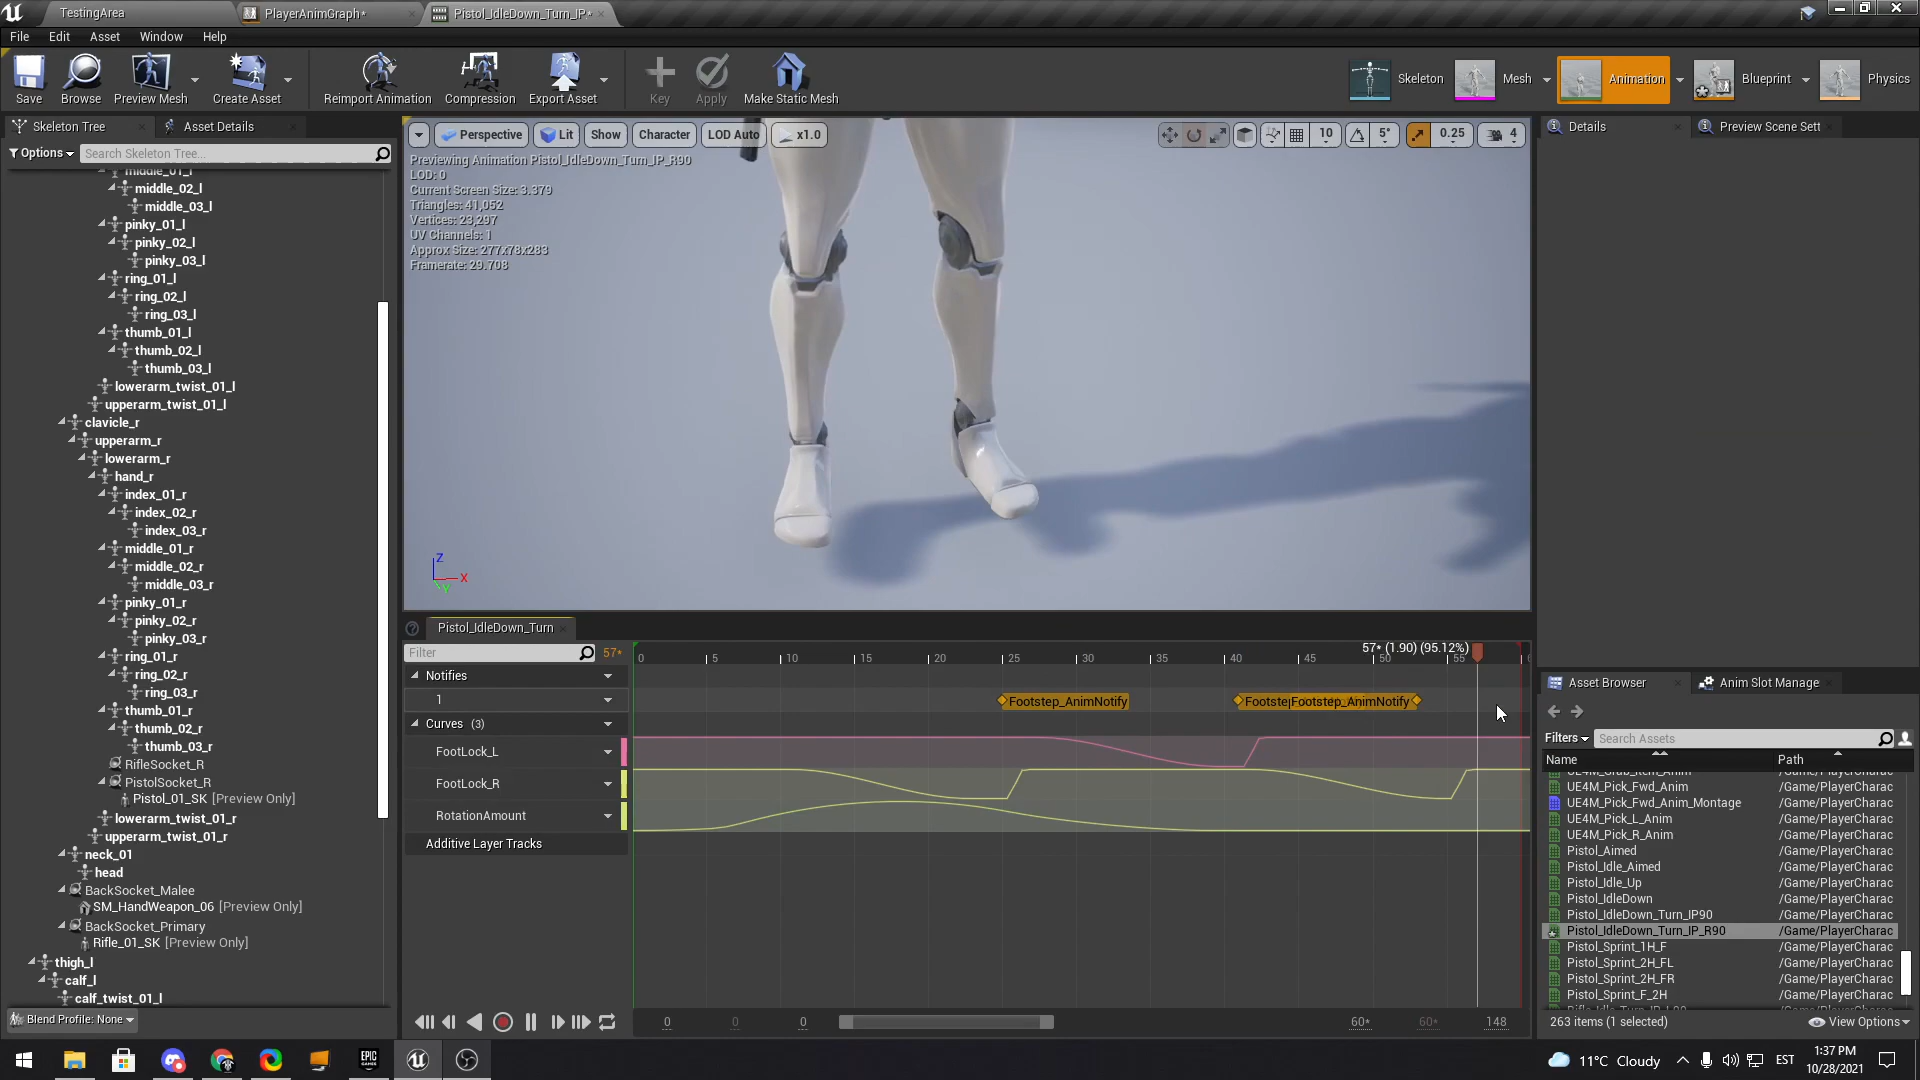 TestingArea
PlayerAnimGraph*
Pistol_IdleDown_Turn_IP*
File Edit Asset Window Help
Save
Browse
Preview Mesh
Create Asset
Reimport Animation
Compression
Export Asset
Key
Apply
Make Static Mesh
Skeleton
Mesh
Animation
Blueprint
Physics
Skeleton Tree
Asset Details
Options
Search Skeleton Tree...
middle_01_l
middle_02_l
middle_03_l
pinky_01_l
pinky_02_l
pinky_03_l
ring_01_l
ring_02_l
ring_03_l
thumb_01_l
thumb_02_l
thumb_03_l
lowerarm_twist_01_l
upperarm_twist_01_l
clavicle_r
upperarm_r
lowerarm_r
hand_r
index_01_r
index_02_r
index_03_r
middle_01_r
middle_02_r
middle_03_r
pinky_01_r
pinky_02_r
pinky_03_r
ring_01_r
ring_02_r
ring_03_r
thumb_01_r
thumb_02_r
thumb_03_r
RifleSocket_R
PistolSocket_R
Pistol_01_SK [Preview Only]
lowerarm_twist_01_r
upperarm_twist_01_r
neck_01
head
BackSocket_Malee
SM_HandWeapon_06 [Preview Only]
BackSocket_Primary
Rifle_01_SK [Preview Only]
thigh_l
calf_l
calf_twist_01_l
Blend Profile: None
Perspective Lit Show Character LOD Auto x1.0
10 5° 0.25 4
Previewing Animation Pistol_IdleDown_Turn_IP_R90
LOD: 0
Current Screen Size: 3.379
Triangles: 41,052
Vertices: 23,297
UV Channels: 1
Approx Size: 277x78x283
Framerate: 29.708
Z
X
Y
Pistol_IdleDown_Turn
Filter
57*
57* (1.90) (95.12%)
0 5 10 15 20 25 30 35 40 45 50 55
Notifies
1
Footstep_AnimNotify
Footste
Footstep_AnimNotify
Curves (3)
FootLock_L
FootLock_R
RotationAmount
Additive Layer Tracks
0 0 0 60* 60* 148
Details
Preview Scene Sett
Asset Browser
Anim Slot Manage
Filters
Search Assets
Name Path
UE4M_Grab_Item_Anim /Game/PlayerCharac
UE4M_Pick_Fwd_Anim /Game/PlayerCharac
UE4M_Pick_Fwd_Anim_Montage /Game/PlayerCharac
UE4M_Pick_L_Anim /Game/PlayerCharac
UE4M_Pick_R_Anim /Game/PlayerCharac
Pistol_Aimed /Game/PlayerCharac
Pistol_Idle_Aimed /Game/PlayerCharac
Pistol_Idle_Up /Game/PlayerCharac
Pistol_IdleDown /Game/PlayerCharac
Pistol_IdleDown_Turn_IP90 /Game/PlayerCharac
Pistol_IdleDown_Turn_IP_R90 /Game/PlayerCharac
Pistol_Sprint_1H_F /Game/PlayerCharac
Pistol_Sprint_2H_FL /Game/PlayerCharac
Pistol_Sprint_2H_FR /Game/PlayerCharac
Pistol_Sprint_F_2H /Game/PlayerCharac
263 items (1 selected)
View Options
EPIC GAMES
11°C Cloudy
EST
1:37 PM
10/28/2021